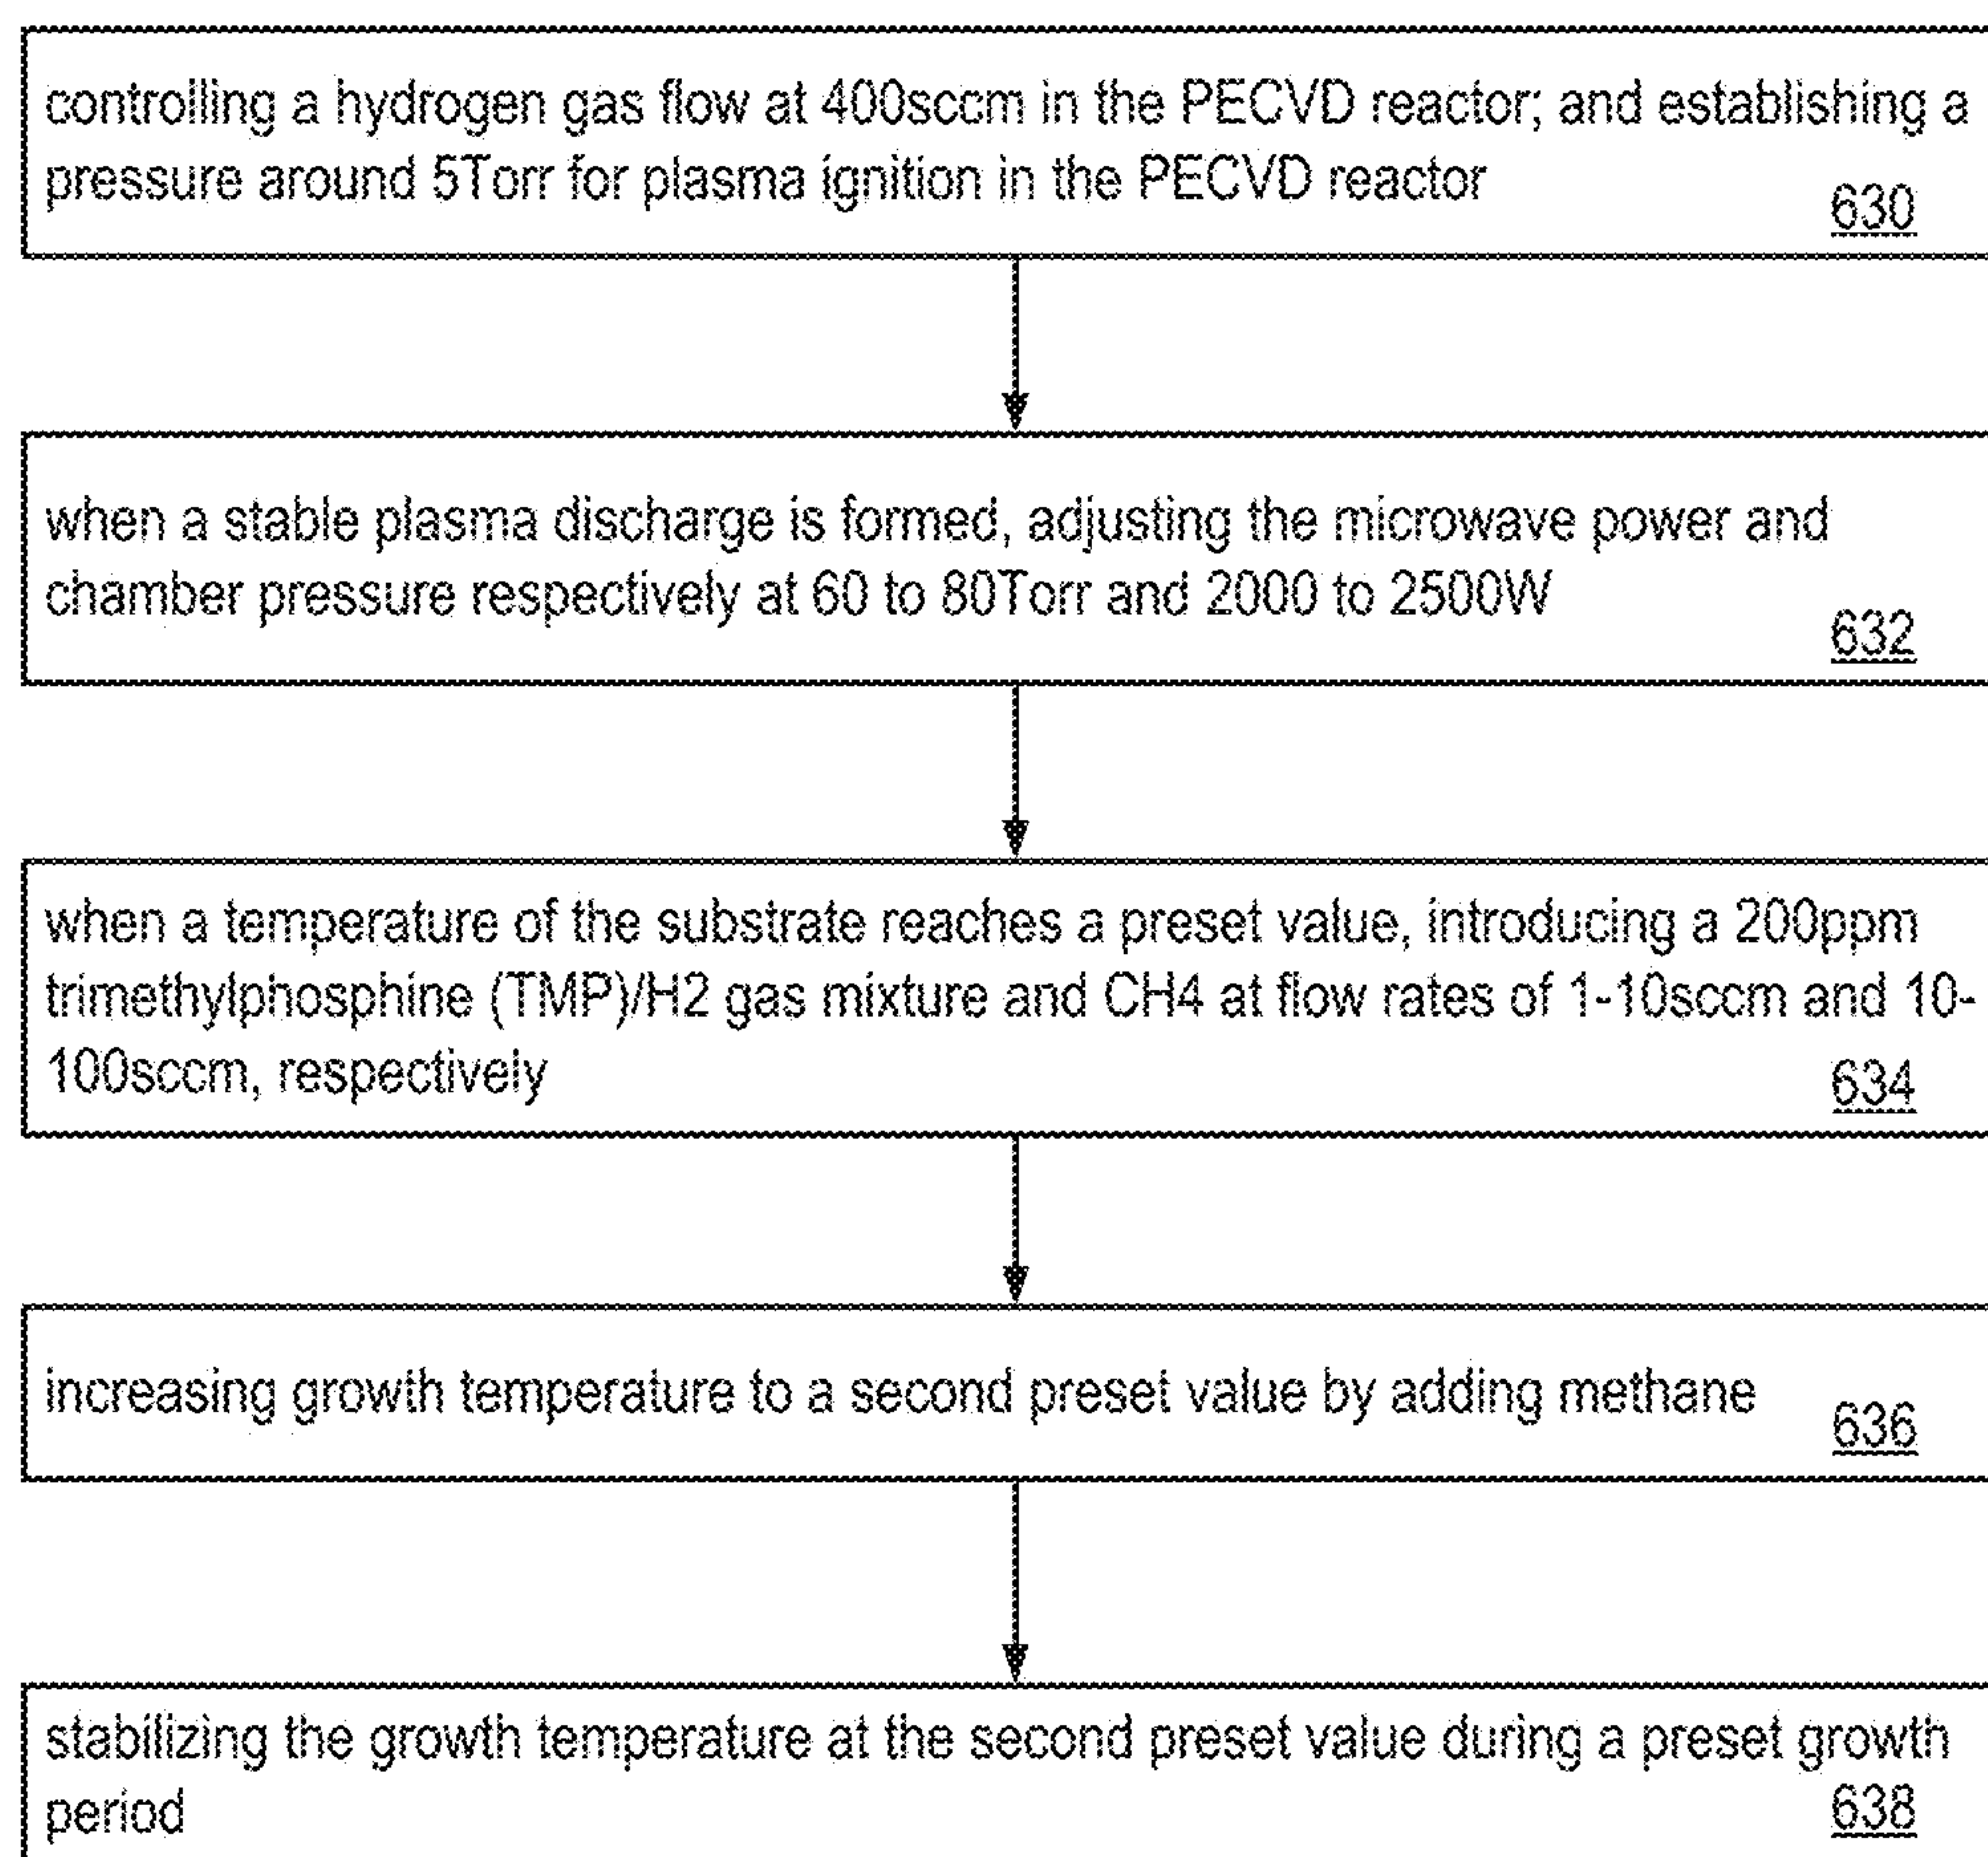 controlling a hydrogen gas flow at 400sccm in the PECVD reactor; and establishing a
pressure around 5Torr for plasma ignition in the PECVD reactor
630
when a stable plasma discharge is formed, adjusting the microwave power and
chamber pressure respectively at 60 to 80Torr and 2000 to 2500W
632
when a temperature of the substrate reaches a preset value, introducing a 200ppm
trimethylphosphine (TMP)/H2 gas mixture and CH4 at flow rates of 1-10sccm and 10-
100sccm, respectively
634
increasing growth temperature to a second preset value by adding methane
636
stabilizing the growth temperature at the second preset value during a preset growth
period
638